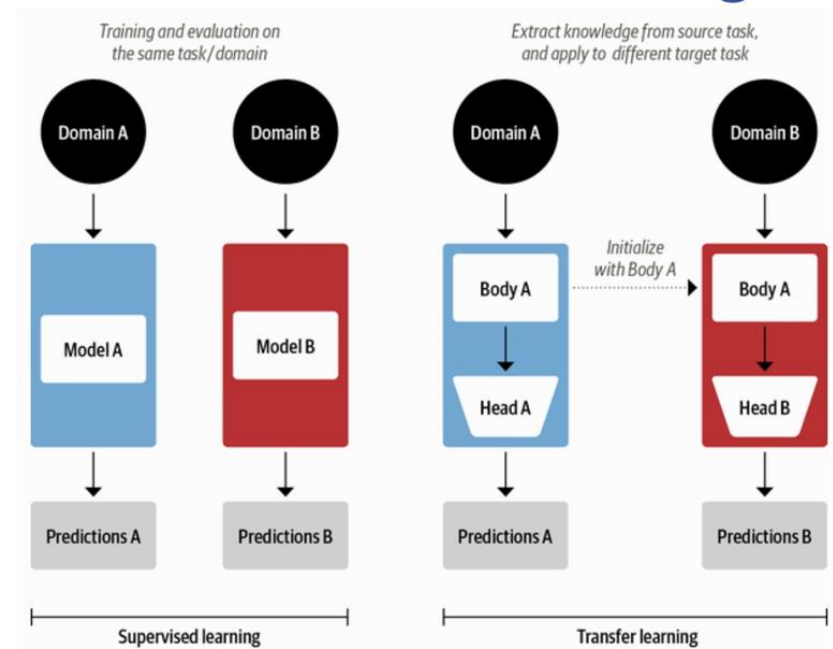 Training and evaluation on
the same task/domain
Extract knowledge from source task,
and apply to different target task
Domain A
Domain B
Domain A
Domain B
Initialize
with Body A
Body A
Body A
Model A
Model B
Head A
Head B
Predictions A
Predictions B
Predictions A
Predictions B
Supervised learning
Transfer learning